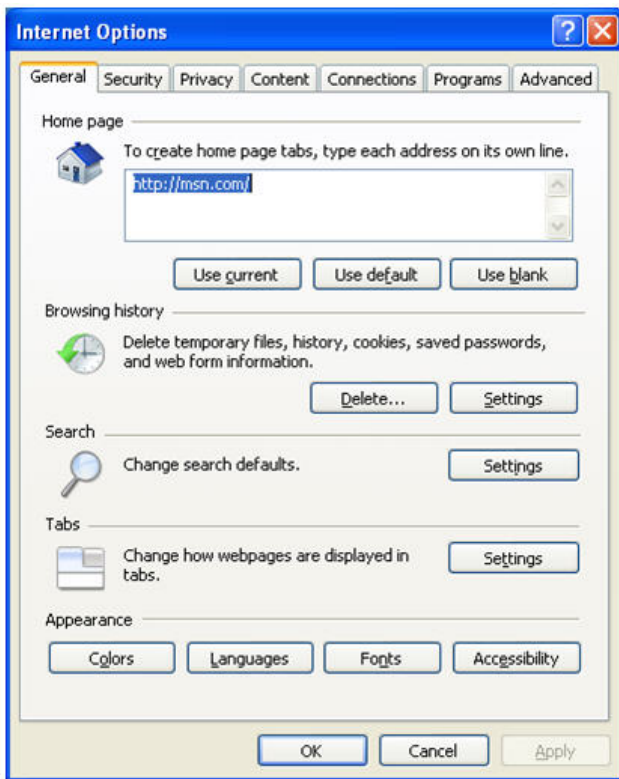 Internet Options
General Security Privacy Content Connections Programs Advanced
Home page
To create home page tabs, type each address on its own line.
http://msn.com/
Use current Use default Use blank
Browsing history
Delete temporary files, history, cookies, saved passwords,
and web form information.
Delete... Settings
Search
Change search defaults. Settings
Tabs
Change how webpages are displayed in
tabs.
Settings
Appearance
Colors Languages Fonts Accessibility
OK Cancel Apply